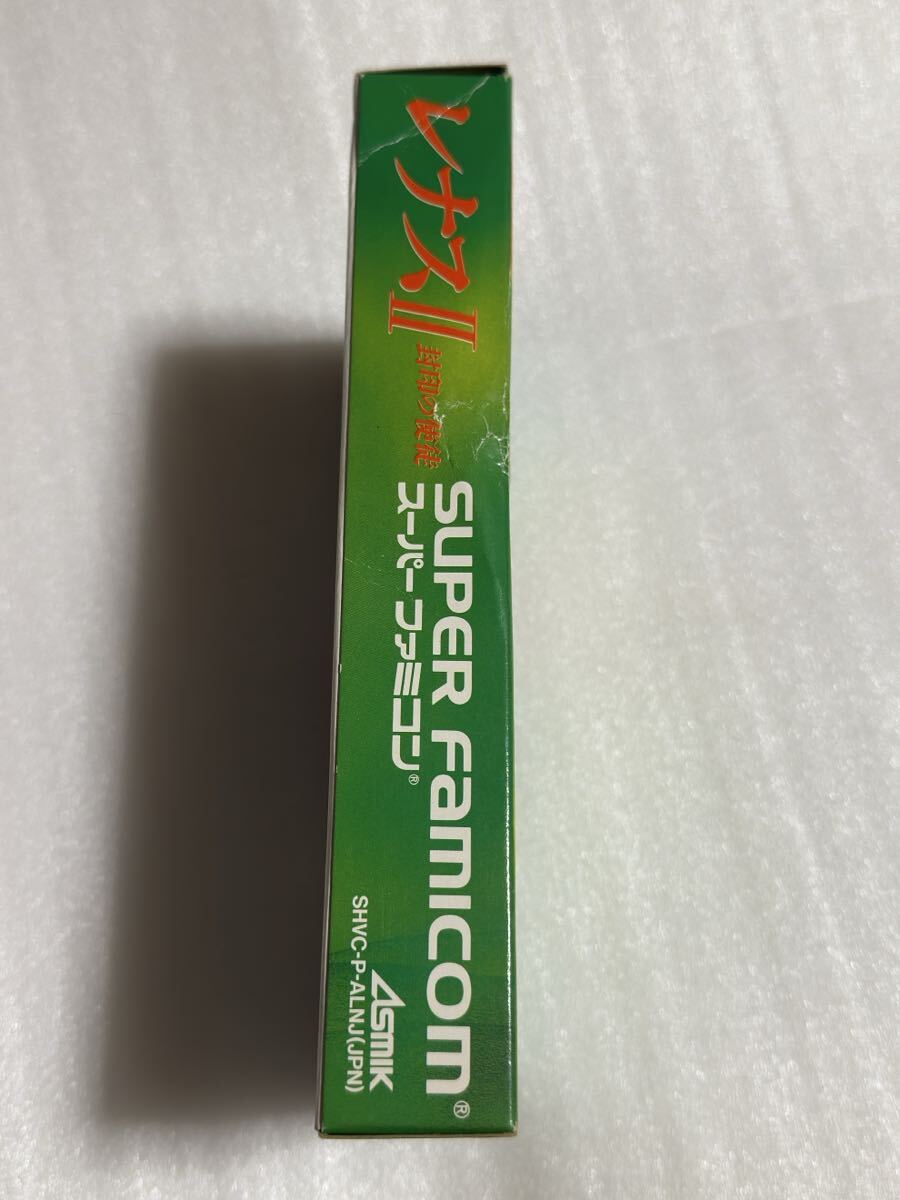 レナスII
封印の使徒
SUPER Famicom®
スーパーファミコン®
ASMIK
SHVC-P-ALNJ(JPN)